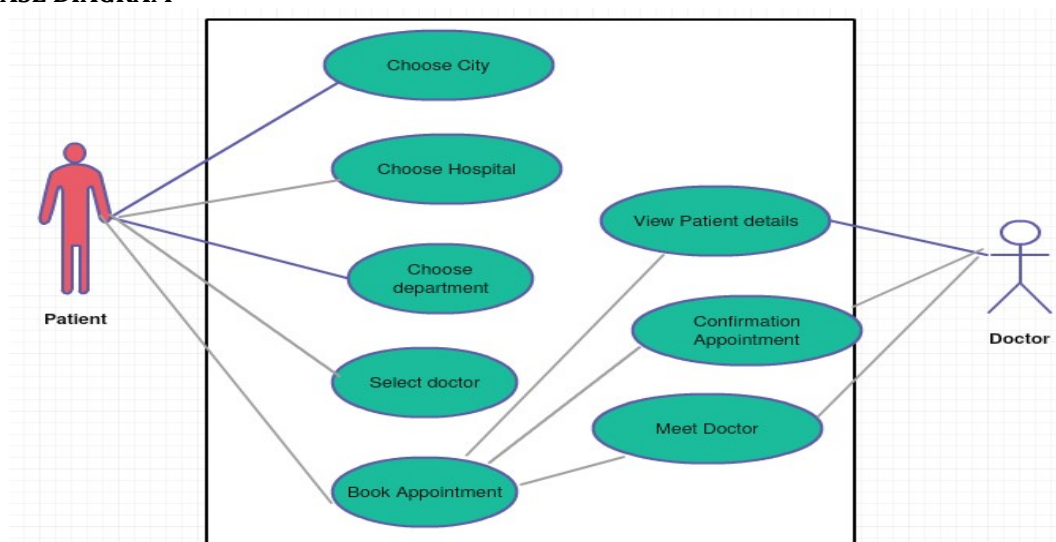 Choose City
Choose Hospital
View Patient details
Choose
department
Patient
Confirmation
Appointment
Doctor
Select doctor
Meet Doctor
Book Appointment